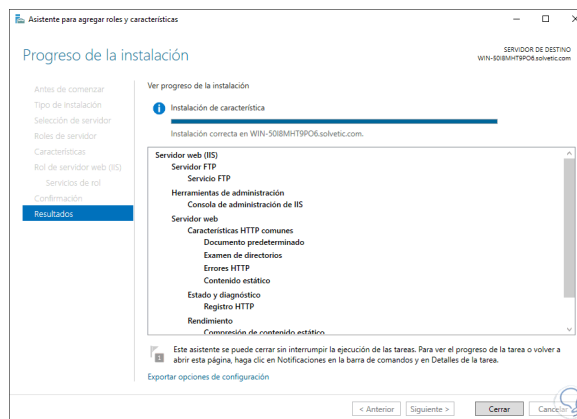 Asistente para agregar roles y características
Progreso de la instalación
SERVIDOR DE DESTINO
WIN-50I8MHT9PO6.solvetic.com
Antes de comenzar
Tipo de instalación
Selección de servidor
Roles de servidor
Características
Rol de servidor web (IIS)
Servicios de rol
Confirmación
Resultados
Ver progreso de la instalación
Instalación de característica
Instalación correcta en WIN-50I8MHT9PO6.solvetic.com.
Servidor web (IIS)
Servidor FTP
Servicio FTP
Herramientas de administración
Consola de administración de IIS
Servidor web
Características HTTP comunes
Documento predeterminado
Examen de directorios
Errores HTTP
Contenido estático
Estado y diagnóstico
Registro HTTP
Rendimiento
Compresión de contenido estático
1
Este asistente se puede cerrar sin interrumpir la ejecución de las tareas. Para ver el progreso de la tarea o volver a
abrir esta página, haga clic en Notificaciones en la barra de comandos y en Detalles de la tarea.
Exportar opciones de configuración
< Anterior
Siguiente >
Cerrar
Cancelar